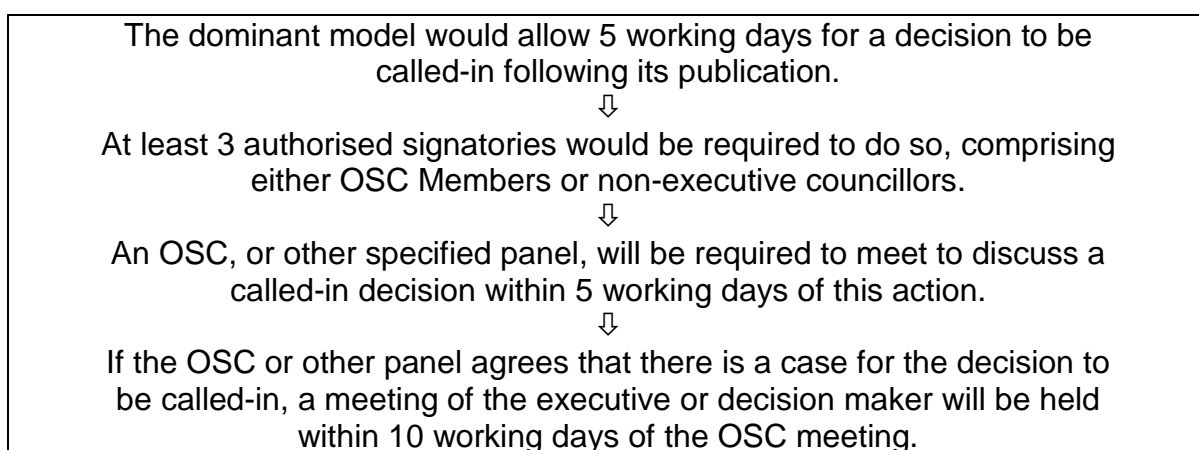 The dominant model would allow 5 working days for a decision to be
called-in following its publication.
⇩
At least 3 authorised signatories would be required to do so, comprising
either OSC Members or non-executive councillors.
⇩
An OSC, or other specified panel, will be required to meet to discuss a
called-in decision within 5 working days of this action.
⇩
If the OSC or other panel agrees that there is a case for the decision to
be called-in, a meeting of the executive or decision maker will be held
within 10 working days of the OSC meeting.